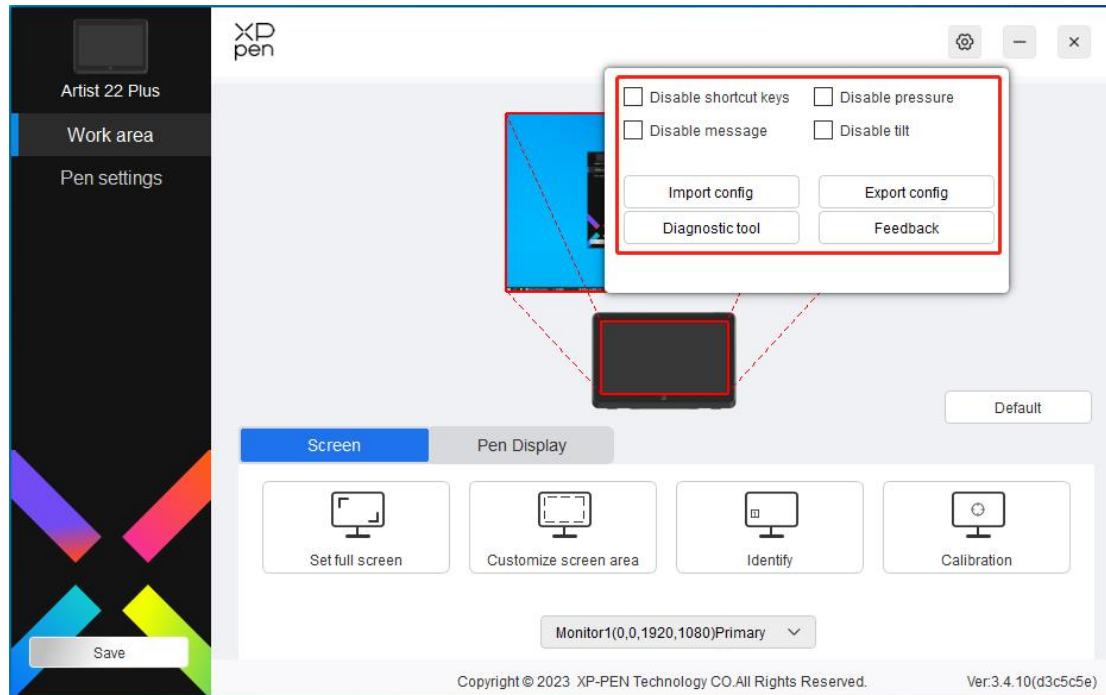 XP
pen
Artist 22 Plus
Work area
Pen settings
Disable shortcut keys
Disable pressure
Disable message
Disable tilt
Import config
Export config
Diagnostic tool
Feedback
Default
Screen
Pen Display
Set full screen
Customize screen area
1
Identify
Calibration
Monitor1(0,0,1920,1080)Primary
Save
Copyright © 2023 XP-PEN Technology CO.All Rights Reserved.
Ver:3.4.10(d3c5c5e)